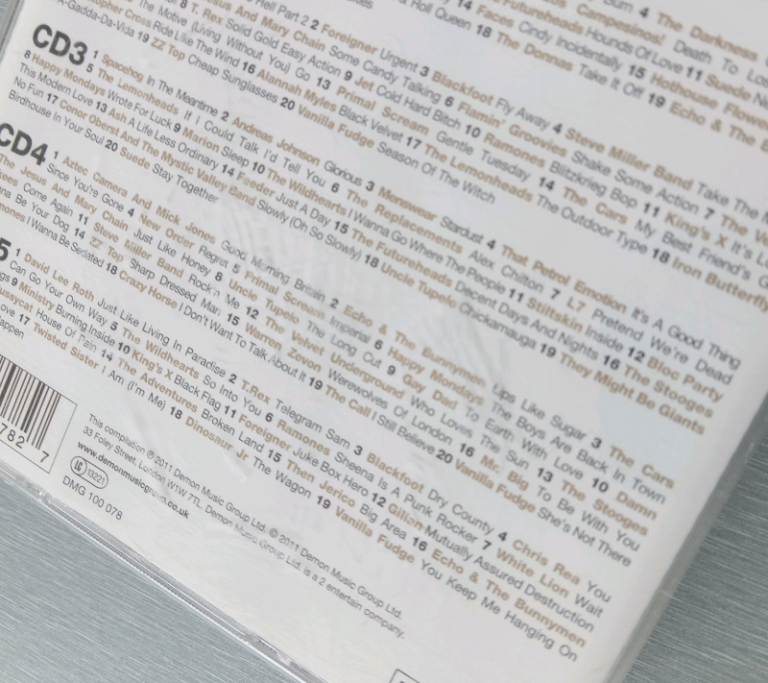 Hell Part 2 2 Foreigner Urgent 3 Blackfoot Fly Away 4 Steve Miller Band Take The
Jesus And Mary Chain Some Candy Talking 6 Flamin' Groovies Shake Some Action 7 The
8 T. Rex Solid Gold Easy Action 9 Jet Cold Hard Bitch 10 Ramones Blitzkrieg Bop 11 King's X It's
The Motive (Living Without You) Go 13 Primal Scream Gentle Tuesday 14 The Cars My Best Friend's
topher Cross Ride Like The Wind 16 Alannah Myles Black Velvet 17 The Lemonheads The Outdoor Type 18 Iron Butterfly
-A-Gadda-Da-Vida 19 ZZ Top Cheap Sunglasses 20 Vanilla Fudge Season Of The Witch
CD3 1 Spacehog In The Meantime 2 Andreas Johnson Glorious 3 Menswear Stardust 4 That Petrol Emotion It's A Good Thing
5 The Lemonheads If I Could Talk I'd Tell You 6 The Replacements Alex Chilton 7 L7 Pretend We're Dead
8 Happy Mondays Wrote For Luck 9 Marion Sleep 10 The Wildhearts I Wanna Go Where The People 11 Stiltskin Inside 12 Bloc Party
This Modern Love 13 Ash A Life Less Ordinary 14 Feeder Just A Day 15 The Futureheads Decent Days And Nights 16 The Stooges
No Fun 17 Conor Oberst And The Mystic Valley Band Slowly (Oh So Slowly) 18 Uncle Tupelo Chickamauga 19 They Might Be Giants
Birdhouse In Your Soul 20 Suede Stay Together
CD4 1 Aztec Camera And Mick Jones Good Morning Britain 2 Echo & The Bunnymen Lips Like Sugar 3 The Cars
Since You're Gone 4 New Order Regret 5 Primal Scream Imperial 6 Happy Mondays The Boys Are Back In Town
The Jesus And Mary Chain Just Like Honey 8 Uncle Tupelo The Long Cut 9 Gay Dad To Earth With Love 10 Damn
Come Again 11 Steve Miller Band Rock'n Me 12 The Velvet Underground Who Loves The Sun 13 The Stooges
Be Your Dog 14 ZZ Top Sharp Dressed Man 15 Warren Zevon Werewolves Of London 16 Mr. Big To Be With You
I Wanna Be Sedated 18 Crazy Horse I Don't Want To Talk About It 19 The Call I Still Believe 20 Vanilla Fudge She's Not There
5 1 David Lee Roth Just Like Living In Paradise 2 T.Rex Telegram Sam 3 Blackfoot Dry County 4 Chris Rea You
Can Go Your Own Way 5 The Wildhearts So Into You 6 Ramones Sheena Is A Punk Rocker 7 White Lion Wait
9 Ministry Burning Inside 10 King's X Black Flag 11 Foreigner Juke Box Hero 12 Gillan Mutually Assured Destruction
House Of Pain 14 The Adventures Broken Land 15 Then Jerico Big Area 16 Echo & The Bunnymen
17 Twisted Sister I Am (I'm Me) 18 Dinosaur Jr The Wagon 19 Vanilla Fudge You Keep Me Hanging On
782 7
This compilation ℗ 2011 Demon Music Group Ltd. © 2011 Demon Music Group Ltd.
33 Foley Street, London, W1W 7TL. Demon Music Group Ltd. is a 2 entertain company.
www.demonmusicgroup.co.uk
LC 13221
DMG 100 078